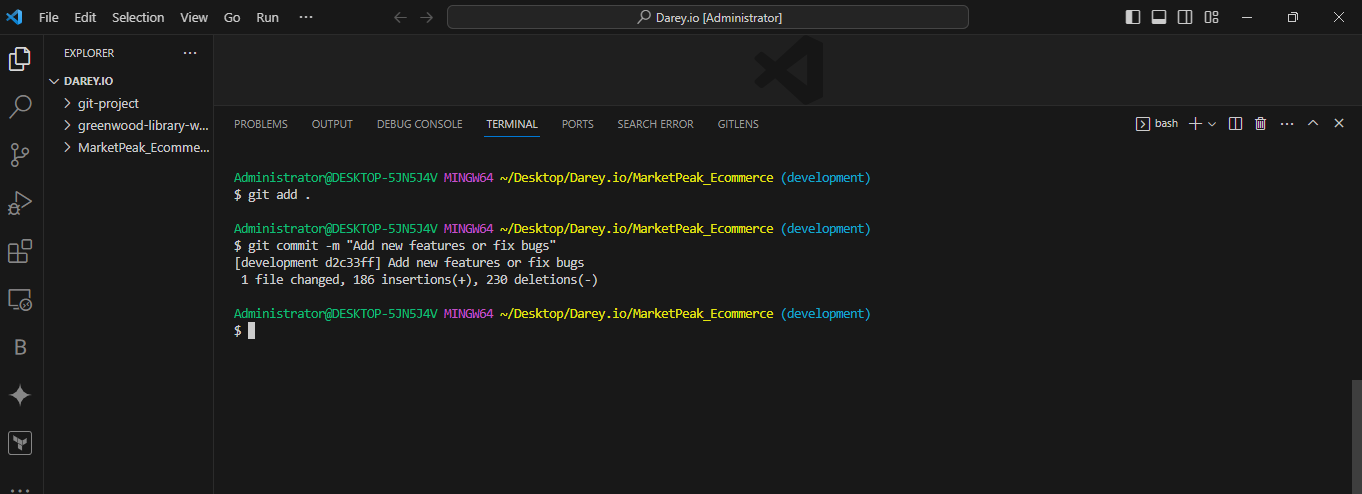 File Edit Selection View Go Run ···
Darey.io [Administrator]
EXPLORER ···
DAREY.IO
git-project
greenwood-library-w...
MarketPeak_Ecomme...
B
PROBLEMS OUTPUT DEBUG CONSOLE TERMINAL PORTS SEARCH ERROR GITLENS
bash
Administrator@DESKTOP-5JN5J4V MINGW64 ~/Desktop/Darey.io/MarketPeak_Ecommerce (development)
$ git add .
Administrator@DESKTOP-5JN5J4V MINGW64 ~/Desktop/Darey.io/MarketPeak_Ecommerce (development)
$ git commit -m "Add new features or fix bugs"
[development d2c33ff] Add new features or fix bugs
1 file changed, 186 insertions(+), 230 deletions(-)
Administrator@DESKTOP-5JN5J4V MINGW64 ~/Desktop/Darey.io/MarketPeak_Ecommerce (development)
$